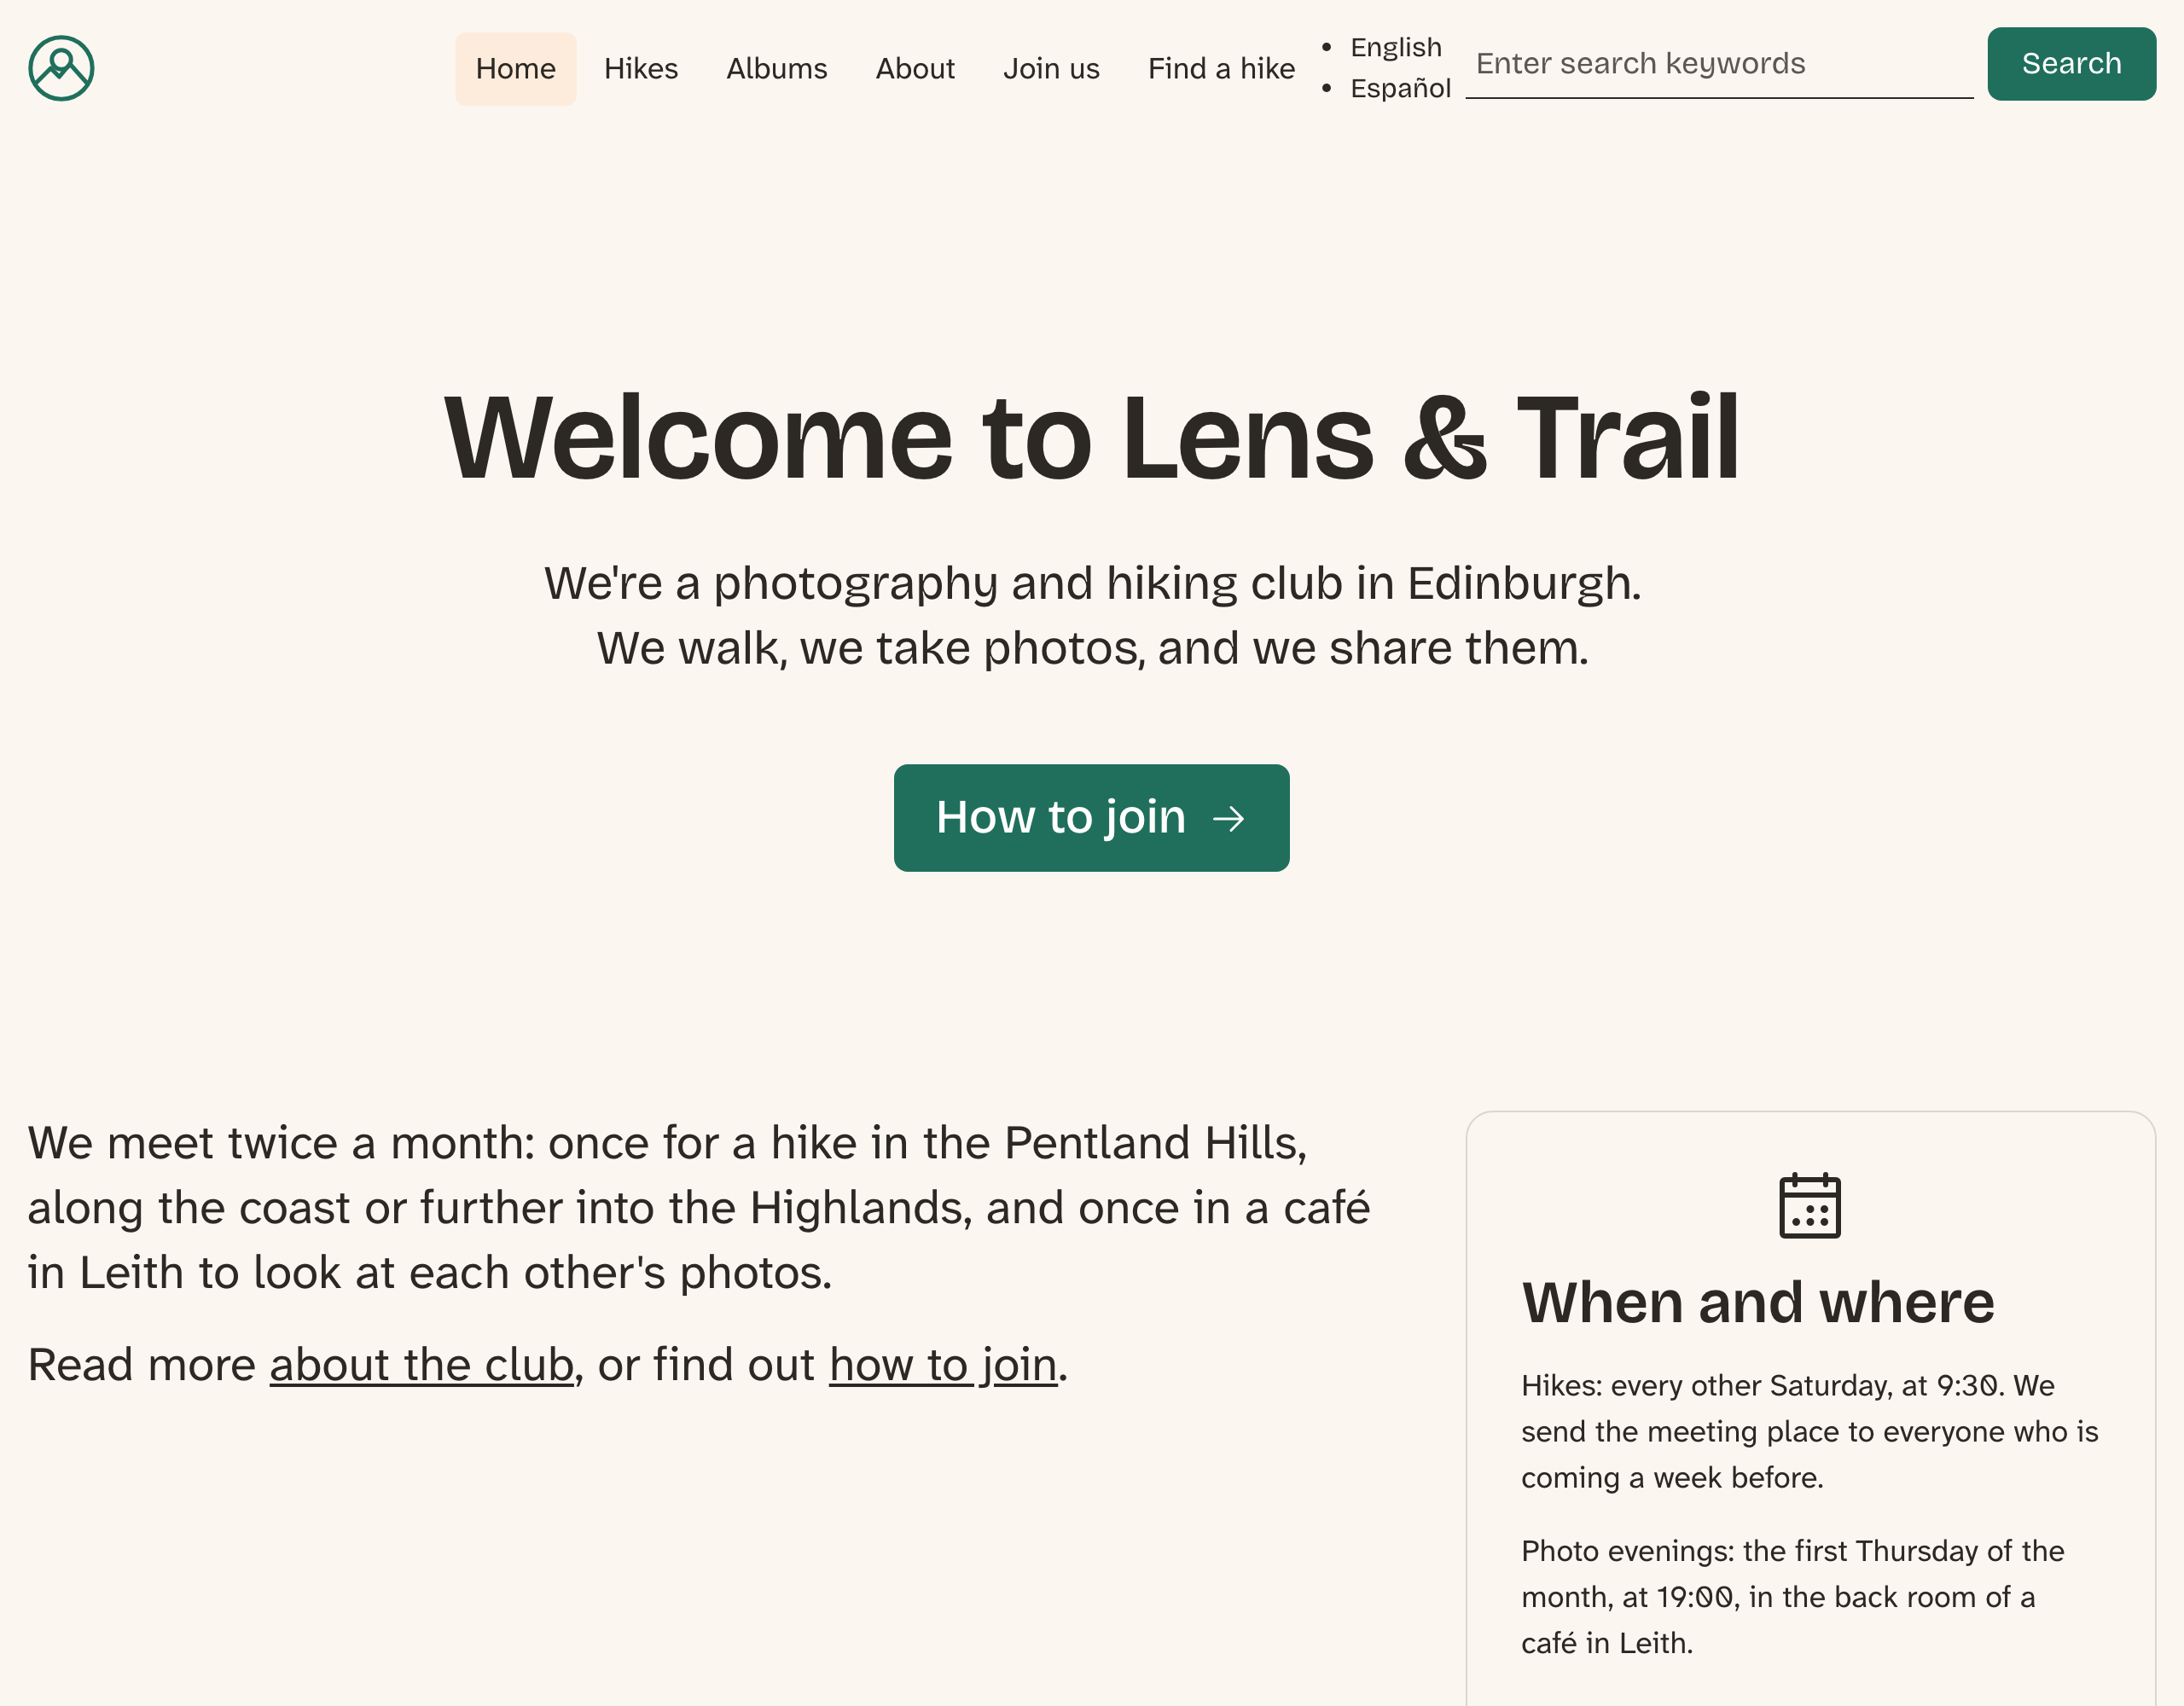 Home Hikes Albums About Join us Find a hike
English
Español
Enter search keywords
Search
Welcome to Lens & Trail
We're a photography and hiking club in Edinburgh.
We walk, we take photos, and we share them.
How to join
We meet twice a month: once for a hike in the Pentland Hills,
along the coast or further into the Highlands, and once in a café
in Leith to look at each other's photos.
Read more about the club, or find out how to join.
When and where
Hikes: every other Saturday, at 9:30. We
send the meeting place to everyone who is
coming a week before.
Photo evenings: the first Thursday of the
month, at 19:00, in the back room of a
café in Leith.